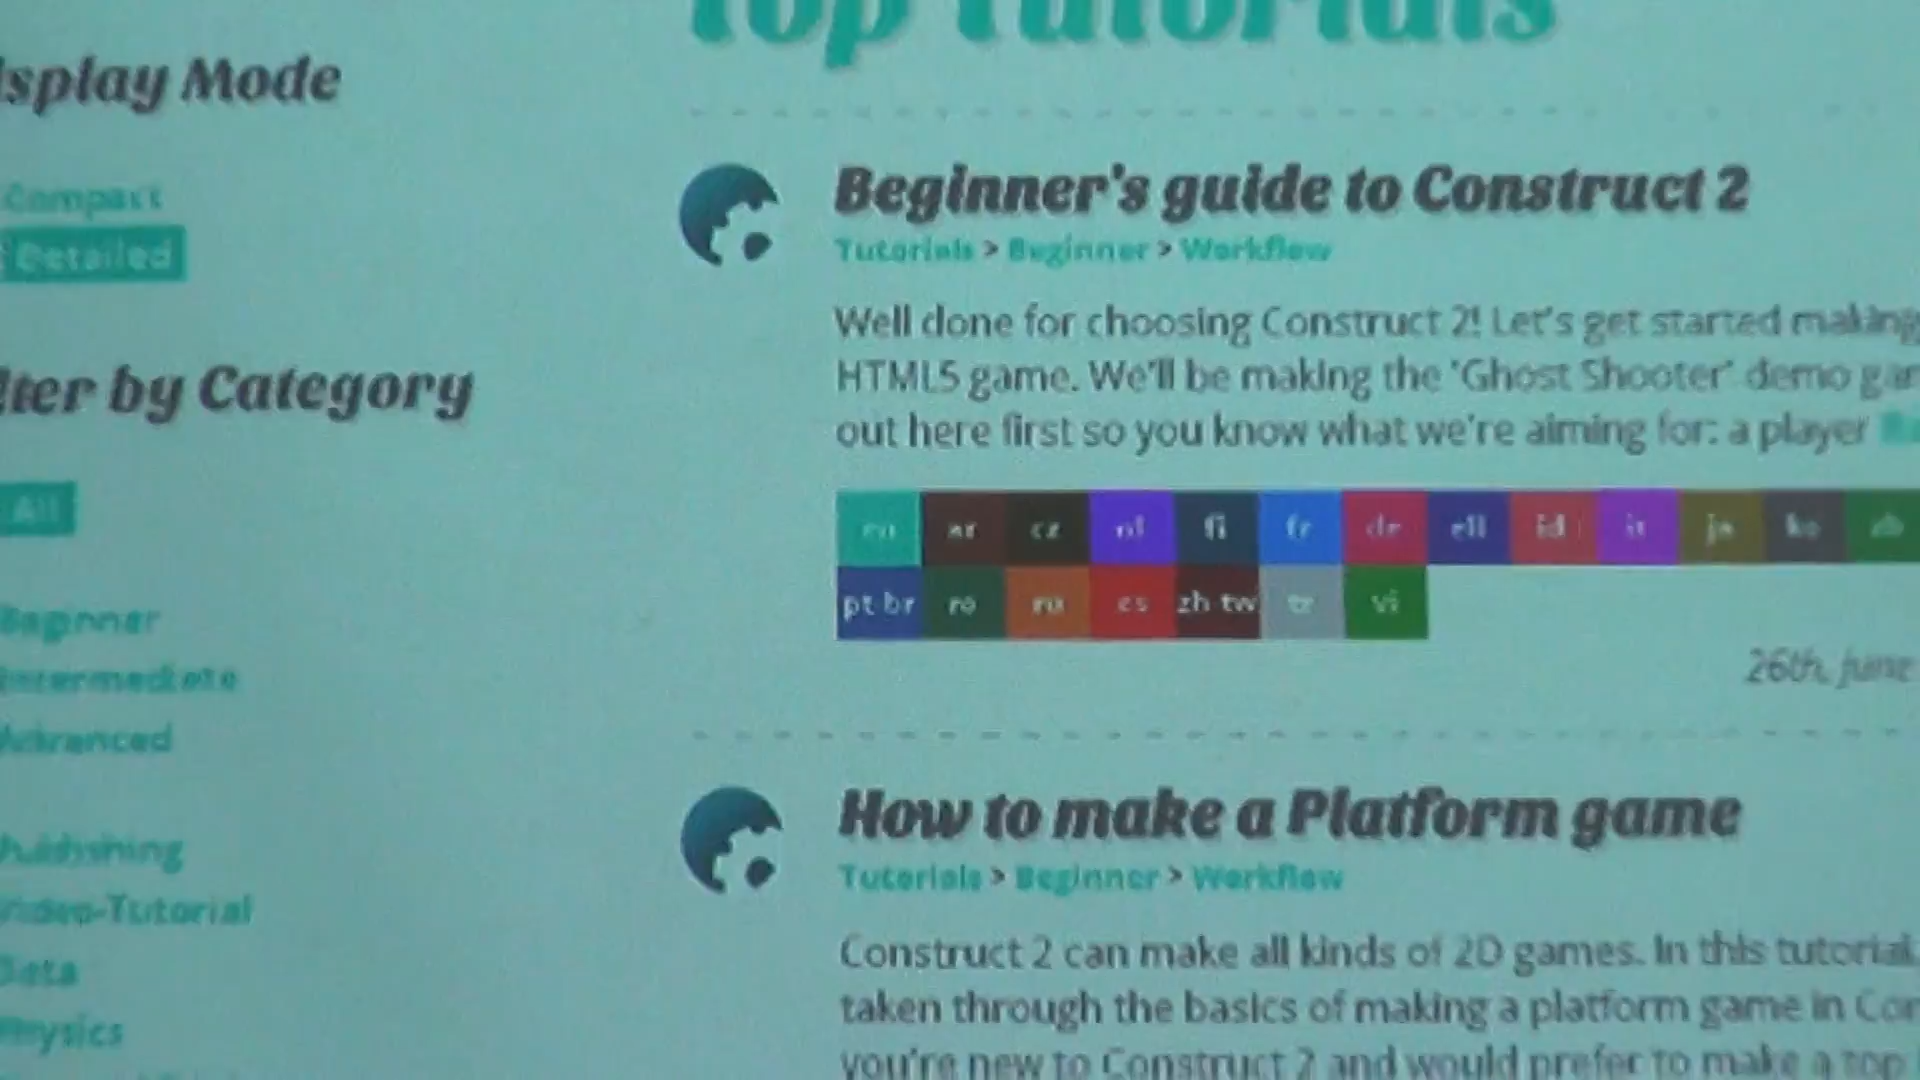 Top Tutorials
isplay Mode
Compact
Detailed
lter by Category
All
Beginner
Intermediate
Advanced
Publishing
Video-Tutorial
Beta
Physics
Beginner's guide to Construct 2
Tutorials > Beginner > Workflow
Well done for choosing Construct 2! Let's get started making
HTML5 game. We'll be making the 'Ghost Shooter' demo gam
out here first so you know what we're aiming for: a player
en ar cz nl fi fr de ell id it ja ko
pt-br ro ru es zh-tw tr vi
26th, June
How to make a Platform game
Tutorials > Beginner > Workflow
Construct 2 can make all kinds of 2D games. In this tutorial,
taken through the basics of making a platform game in Con
you're new to Construct 2 and would prefer to make a top